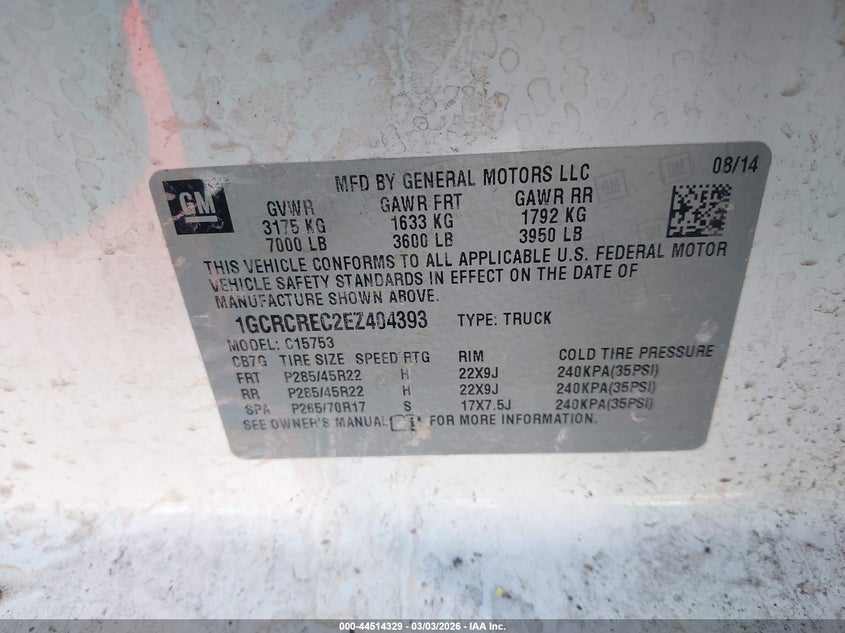 GM
MFD BY GENERAL MOTORS LLC 08/14
GVWR GAWR FRT GAWR RR
3175 KG 1633 KG 1792 KG
7000 LB 3600 LB 3950 LB
THIS VEHICLE CONFORMS TO ALL APPLICABLE U.S. FEDERAL MOTOR
VEHICLE SAFETY STANDARDS IN EFFECT ON THE DATE OF
MANUFACTURE SHOWN ABOVE.
1GCRCREC2EZ404393 TYPE: TRUCK
MODEL: C15753
CB7G TIRE SIZE SPEED RTG RIM COLD TIRE PRESSURE
FRT P285/45R22 H 22X9J 240KPA(35PSI)
RR P285/45R22 H 22X9J 240KPA(35PSI)
SPA P265/70R17 S 17X7.5J 240KPA(35PSI)
SEE OWNER'S MANUAL FOR MORE INFORMATION.
000-44514329 - 03/03/2026 - IAA Inc.